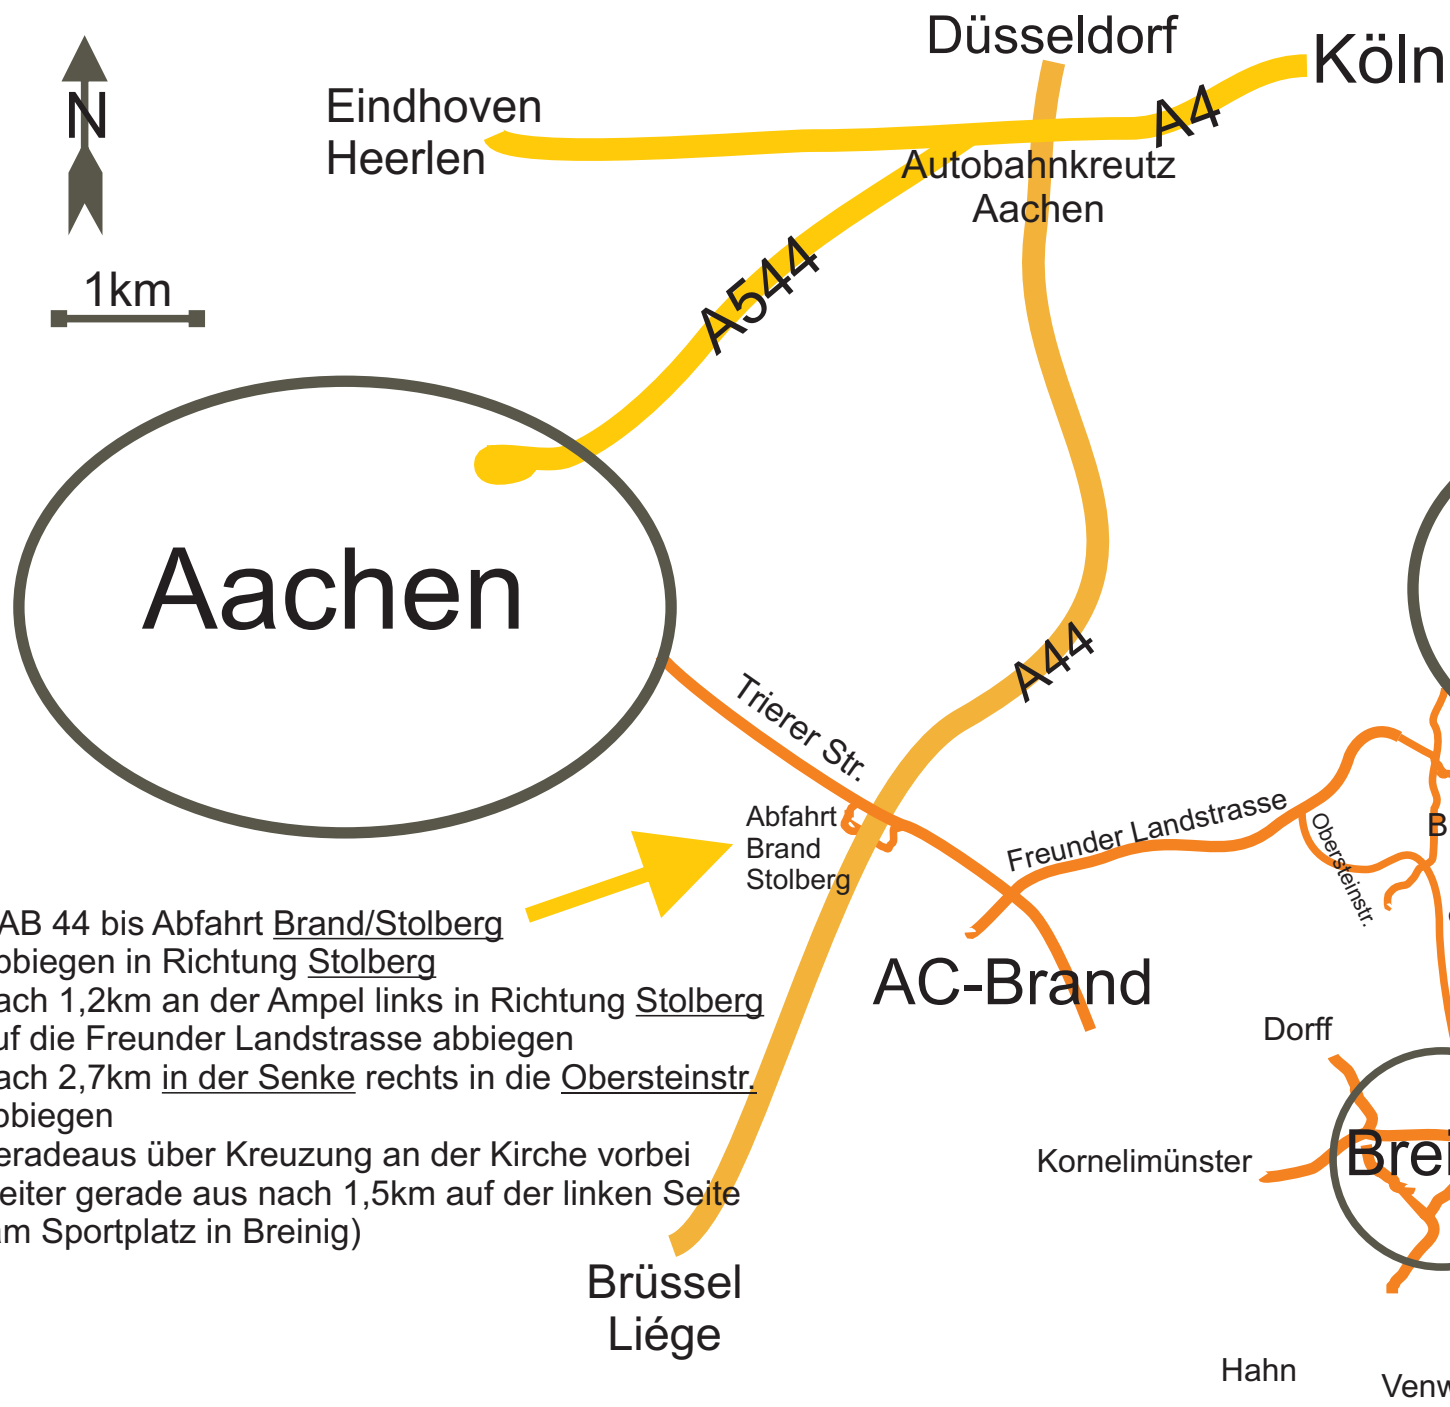 Düsseldorf
Köln
N
Eindhoven
Heerlen
A4
Autobahnkreutz
Aachen
1km
A544
Aachen
A44
Trierer Str.
Abfahrt
Brand
Stolberg
Freunder Landstrasse
Obersteinstr.
B
AB 44 bis Abfahrt Brand/Stolberg
bbiegen in Richtung Stolberg
ach 1,2km an der Ampel links in Richtung Stolberg
uf die Freunder Landstrasse abbiegen
ach 2,7km in der Senke rechts in die Obersteinstr.
bbiegen
eradeaus über Kreuzung an der Kirche vorbei
eiter gerade aus nach 1,5km auf der linken Seite
am Sportplatz in Breinig)
AC-Brand
Dorff
Kornelimünster
Brei
Brüssel
Liége
Hahn
Venw